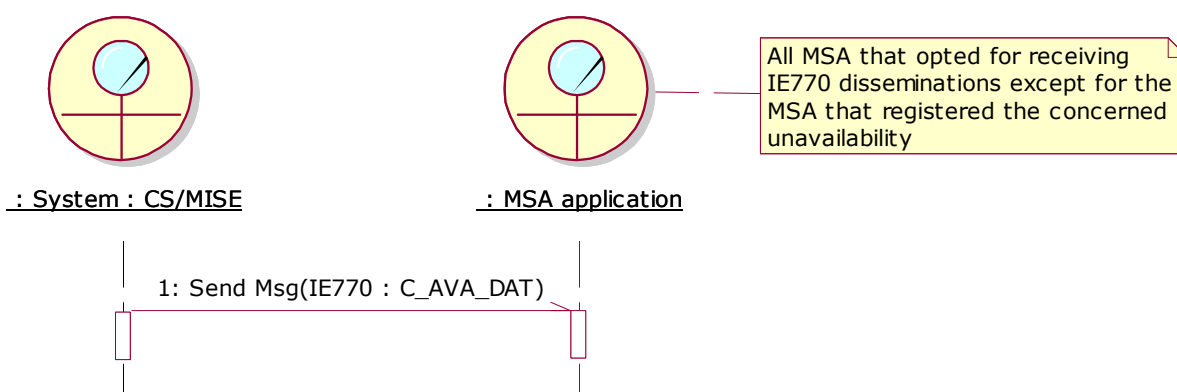 All MSA that opted for receiving
IE770 disseminations except for the
MSA that registered the concerned
unavailability
: System : CS/MISE
: MSA application
1: Send Msg(IE770 : C_AVA_DAT)